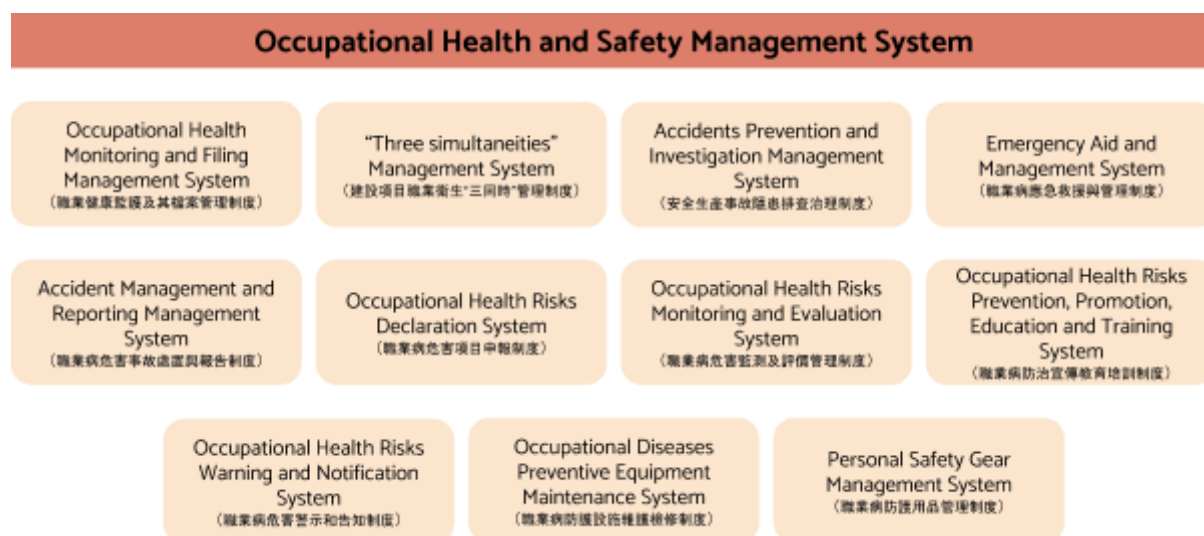 Occupational Health and Safety Management System
Occupational Health
Monitoring and Filing
Management System
(職業健康監護及其檔案管理制度)
“Three simultaneities”
Management System
(建設項目職業衛生“三同時”管理制度)
Accidents Prevention and
Investigation Management
System
(安全生產事故隱患排查治理制度)
Emergency Aid and
Management System
(職業病應急救援與管理制度)
Accident Management and
Reporting Management
System
(職業病危害事故處置與報告制度)
Occupational Health Risks
Declaration System
(職業病危害項目申報制度)
Occupational Health Risks
Monitoring and Evaluation
System
(職業病危害監測及評價管理制度)
Occupational Health Risks
Prevention, Promotion,
Education and Training
System
(職業病防治宣傳教育培訓制度)
Occupational Health Risks
Warning and Notification
System
(職業病危害警示和告知制度)
Occupational Diseases
Preventive Equipment
Maintenance System
(職業病防護設施維護檢修制度)
Personal Safety Gear
Management System
(職業病防護用品管理制度)